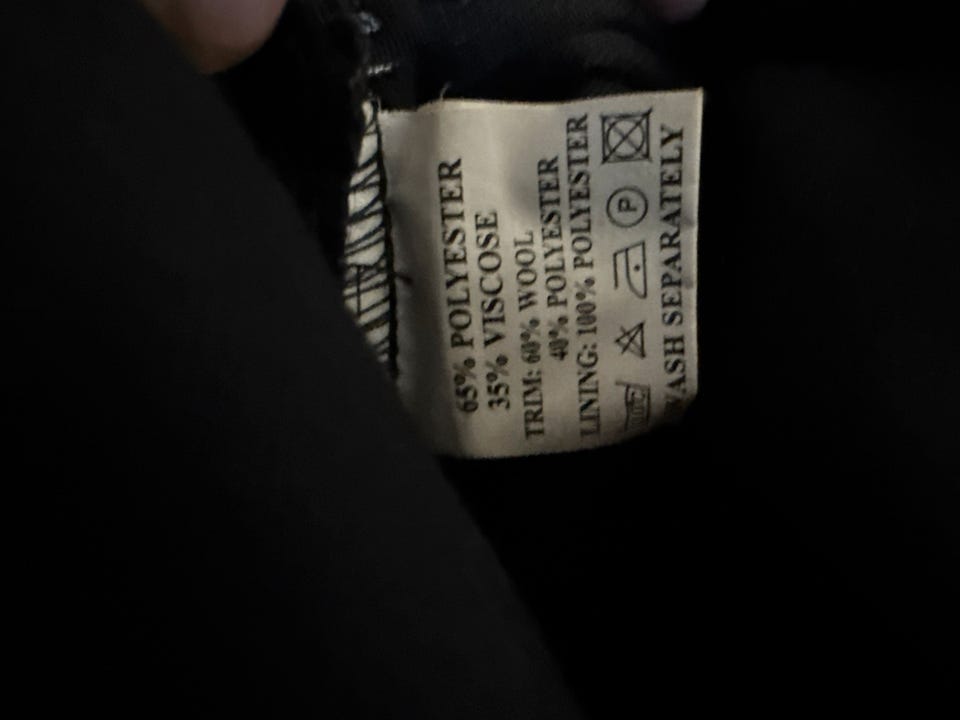 65% POLYESTER
35% VISCOSE
TRIM: 60% WOOL
40% POLYESTER
LINING: 100% POLYESTER
P
WASH SEPARATELY